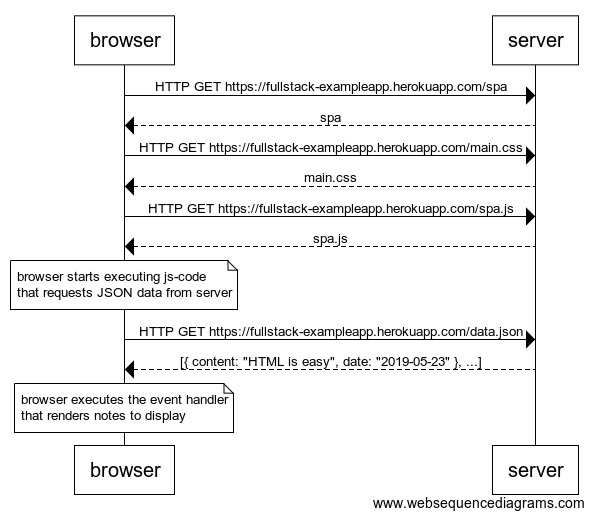 browser
server
HTTP GET https://fullstack-exampleapp.herokuapp.com/spa
spa
HTTP GET https://fullstack-exampleapp.herokuapp.com/main.css
main.css
HTTP GET https://fullstack-exampleapp.herokuapp.com/spa.js
spa.js
browser starts executing js-code
that requests JSON data from server
HTTP GET https://fullstack-exampleapp.herokuapp.com/data.json
[{ content: "HTML is easy", date: "2019-05-23" }, ...]
browser executes the event handler
that renders notes to display
browser
server
www.websequencediagrams.com